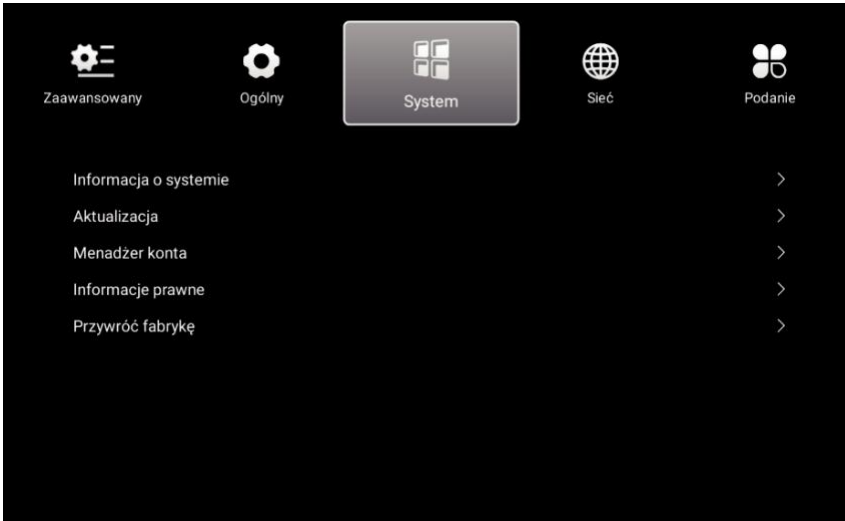 Zaawansowany
Ogólny
System
Sieć
Podanie
Informacja o systemie
Aktualizacja
Menadżer konta
Informacje prawne
Przywróć fabrykę